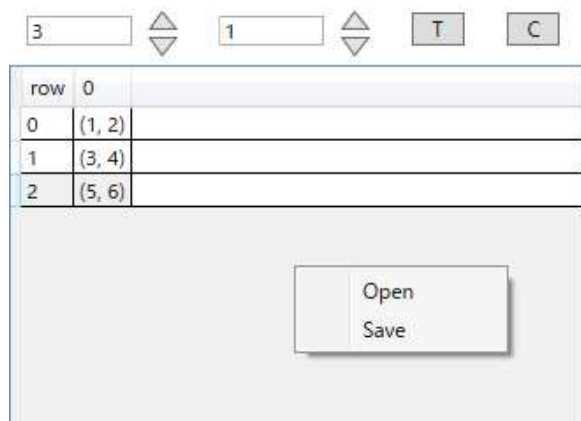 3 1 T C
row 0
0 (1, 2)
1 (3, 4)
2 (5, 6)
Open
Save